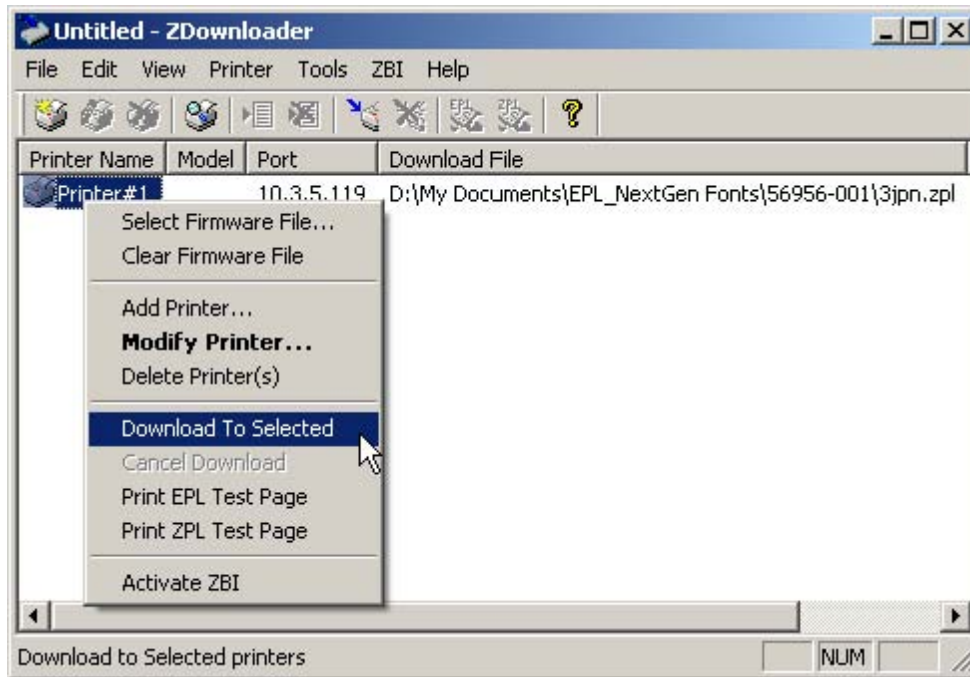 Untitled - ZDownloader
File Edit View Printer Tools ZBI Help
EPL ZPL ?
Printer Name Model Port Download File
Printer#1 10.3.5.119 D:\My Documents\EPL_NextGen Fonts\56956-001\3jpn.zpl
Select Firmware File...
Clear Firmware File
Add Printer...
Modify Printer...
Delete Printer(s)
Download To Selected
Cancel Download
Print EPL Test Page
Print ZPL Test Page
Activate ZBI
Download to Selected printers NUM